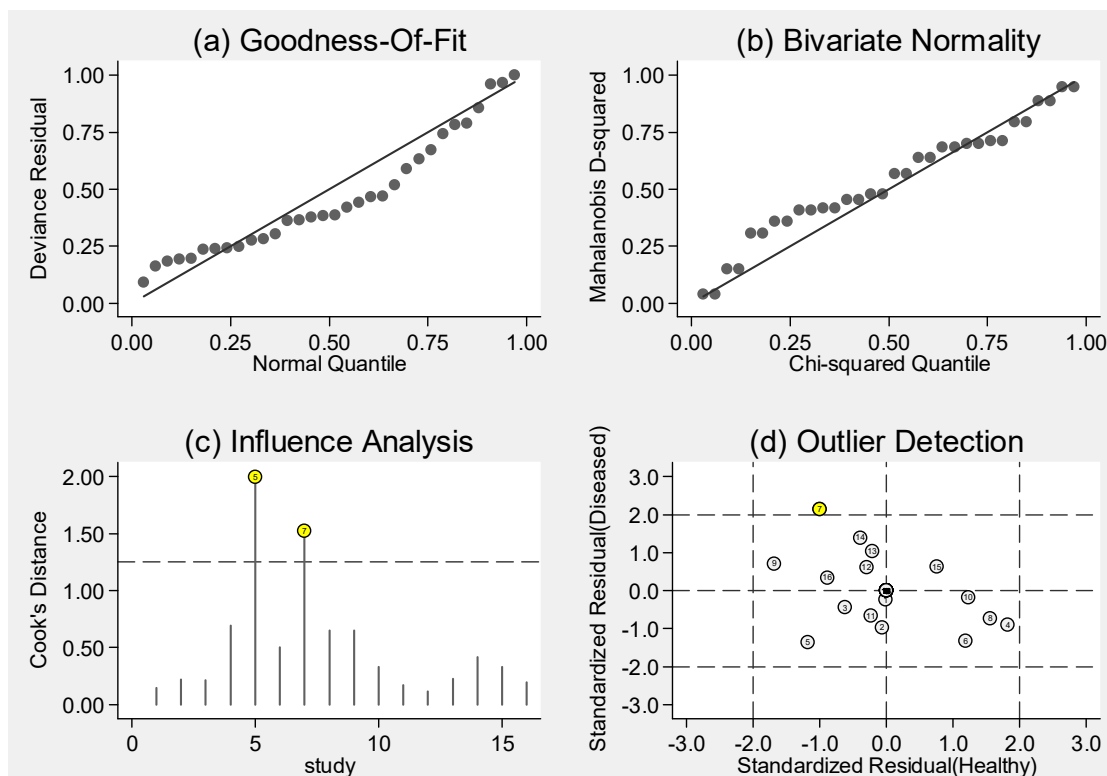 (a) Goodness-Of-Fit
Deviance Residual
1.00
0.75
0.50
0.25
0.00
0.00 0.25 0.50 0.75 1.00
Normal Quantile
(b) Bivariate Normality
Mahalanobis D-squared
1.00
0.75
0.50
0.25
0.00
0.00 0.25 0.50 0.75 1.00
Chi-squared Quantile
(c) Influence Analysis
Cook's Distance
2.00
1.50
1.00
0.50
0.00
5
7
0 5 10 15
study
(d) Outlier Detection
Standardized Residual(Diseased)
3.0
2.0
1.0
0.0
-1.0
-2.0
-3.0
7
14
13
9
12
15
16
1
10
3
11
8
2
4
5
6
-3.0 -2.0 -1.0 0.0 1.0 2.0 3.0
Standardized Residual(Healthy)